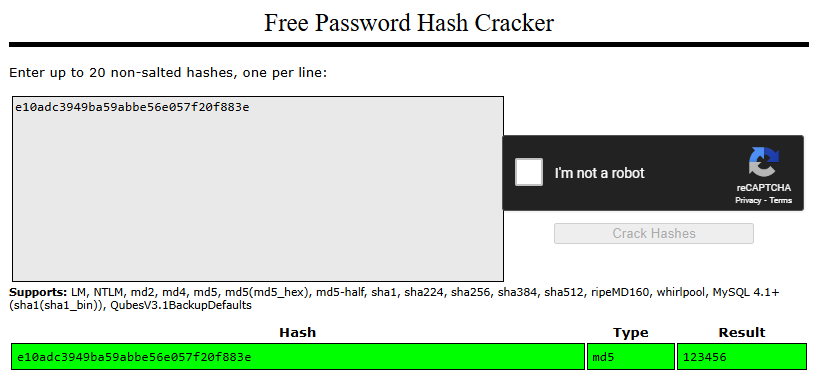 Free Password Hash Cracker
Enter up to 20 non-salted hashes, one per line:
e10adc3949ba59abbe56e057f20f883e
I'm not a robot
reCAPTCHA
Privacy - Terms
Crack Hashes
Supports: LM, NTLM, md2, md4, md5, md5(md5_hex), md5-half, sha1, sha224, sha256, sha384, sha512, ripeMD160, whirlpool, MySQL 4.1+
(sha1(sha1_bin)), QubesV3.1BackupDefaults
Hash Type Result
e10adc3949ba59abbe56e057f20f883e md5 123456